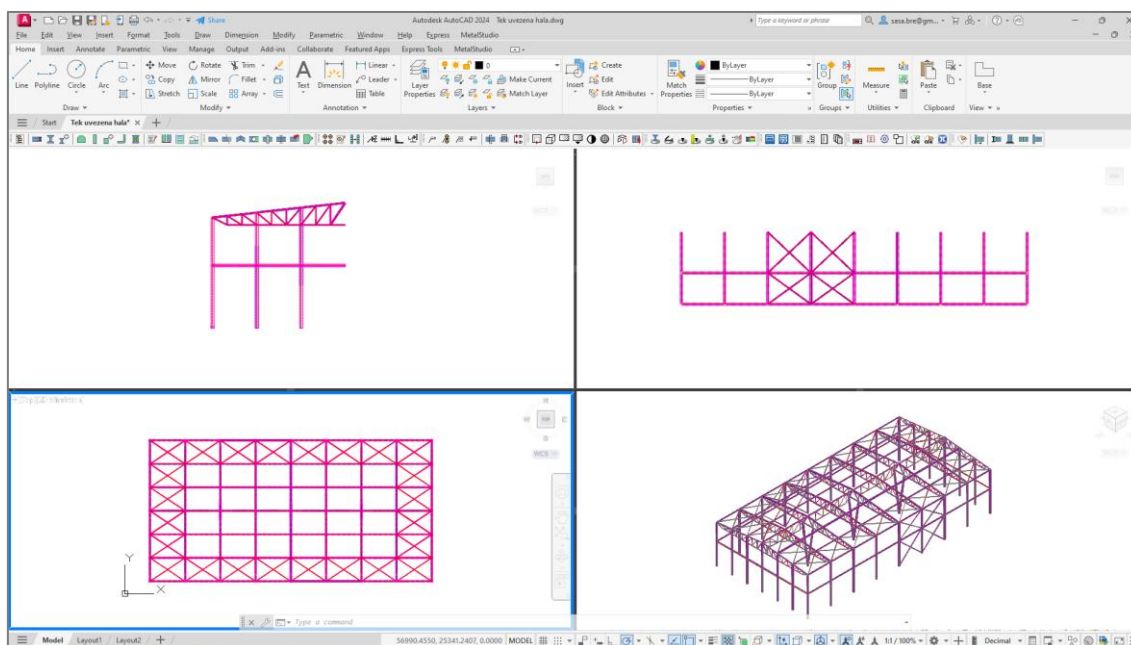 Share
Autodesk AutoCAD 2024 Tek uvezena hala.dwg
Type a keyword or phrase
sasa.bre@gm...
File Edit View Insert Format Tools Draw Dimension Modify Parametric Window Help Express MetalStudio
Home Insert Annotate Parametric View Manage Output Add-ins Collaborate Featured Apps Express Tools MetalStudio
Line Polyline Circle Arc
Move Rotate Trim
Copy Mirror Fillet
Stretch Scale Array
Text Dimension
Linear
Leader
Table
Layer Properties
0
Make Current
Match Layer
Insert
Create
Edit
Edit Attributes
Match Properties
ByLayer
ByLayer
ByLayer
Group
Measure
Paste
Base
Draw Modify Annotation Layers Block Properties Groups Utilities Clipboard View
Start Tek uvezena hala*
WCS
Y
X
Type a command
Model Layout1 Layout2
56990.4550, 25341.2407, 0.0000 MODEL 1:1 / 100% Decimal